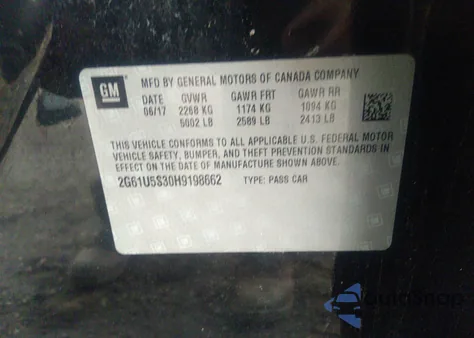 GM
MFD BY GENERAL MOTORS OF CANADA COMPANY
DATE GVWR GAWR FRT GAWR RR
06/17 2268 KG 1174 KG 1094 KG
5002 LB 2589 LB 2413 LB
THIS VEHICLE CONFORMS TO ALL APPLICABLE U.S. FEDERAL MOTOR
VEHICLE SAFETY, BUMPER, AND THEFT PREVENTION STANDARDS IN
EFFECT ON THE DATE OF MANUFACTURE SHOWN ABOVE.
2G61U5S30H9198662 TYPE: PASS CAR
AutoSnap